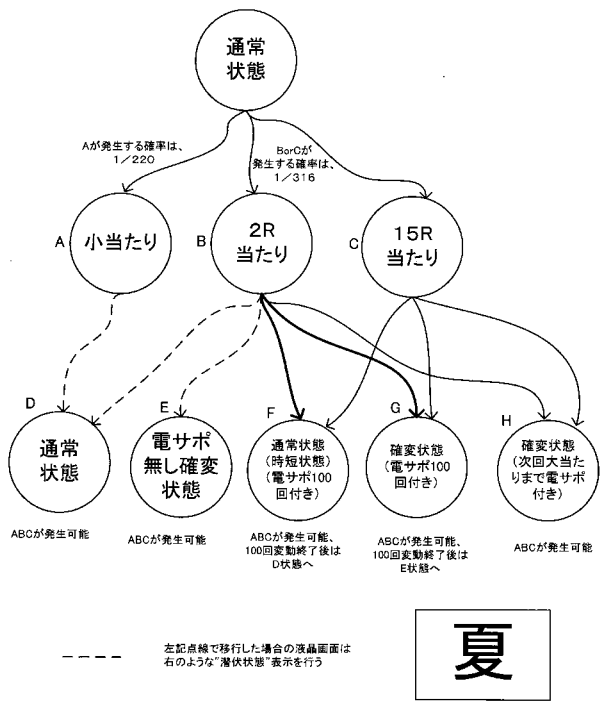 通常
状態
Aが発生する確率は、
1／220
BorCが
発生する確率は、
1／316
A
小当たり
B
2R
当たり
C
15R
当たり
D
通常
状態
ABCが発生可能
E
電サポ
無し確変
状態
ABCが発生可能
F
通常状態
(時短状態)
(電サポ100
回付き)
ABCが発生可能、
100回変動終了後は
D状態へ
G
確変状態
(電サポ100
回付き)
ABCが発生可能、
100回変動終了後は
E状態へ
H
確変状態
(次回大当た
りまで電サポ
付き)
ABCが発生可能
左記点線で移行した場合の液晶画面は
右のような"潜伏状態"表示を行う
夏